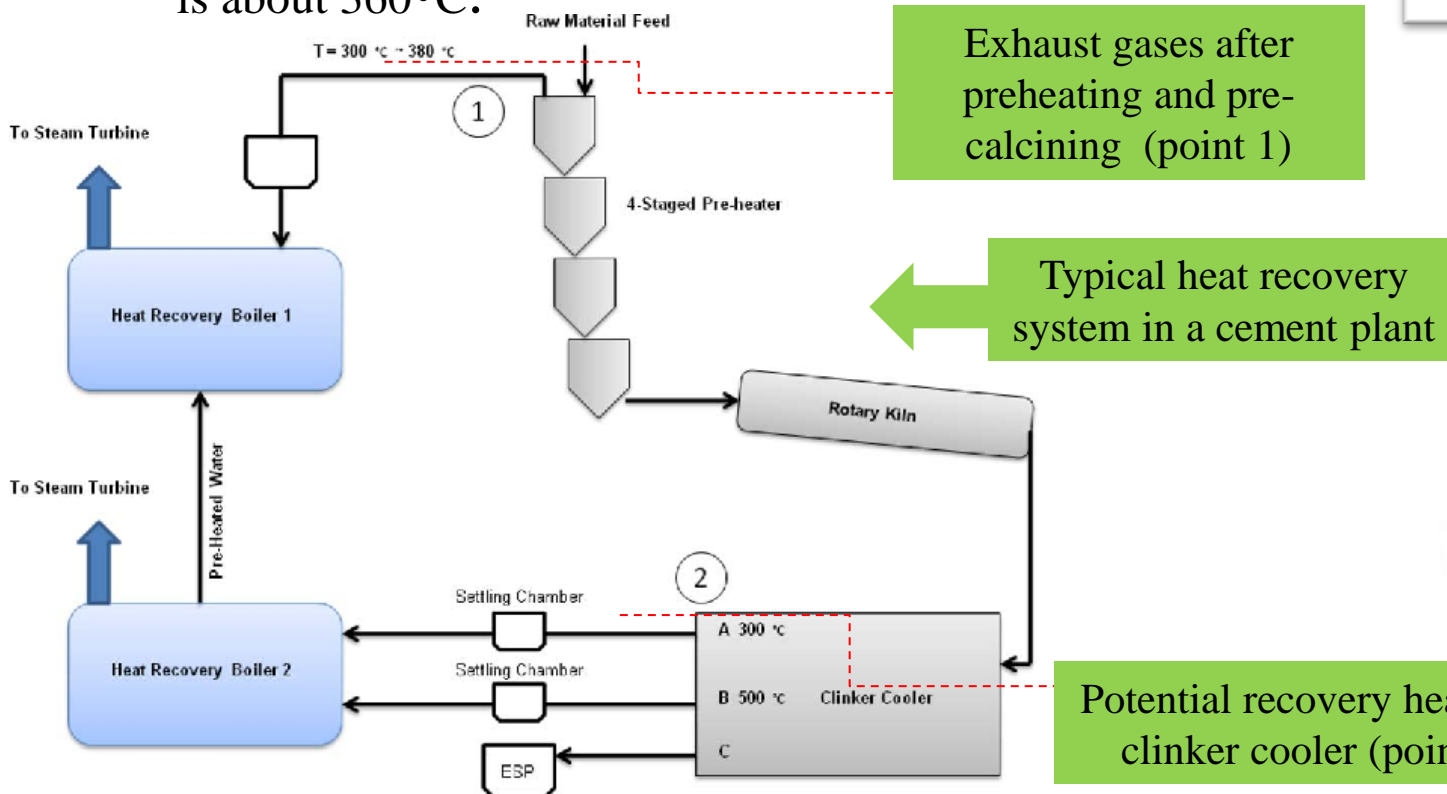 is about 360°C.
Raw Material Feed
T = 300 °c ~ 380 °c
Exhaust gases after
preheating and pre-
calcining (point 1)
1
To Steam Turbine
4-Staged Pre-heater
Heat Recovery Boiler 1
Typical heat recovery
system in a cement plant
Rotary Kiln
Pre-Heated Water
To Steam Turbine
2
Settling Chamber
A 300 °c
Heat Recovery Boiler 2
Settling Chamber
B 500 °c Clinker Cooler
C
ESP
Potential recovery hea
clinker cooler (poin